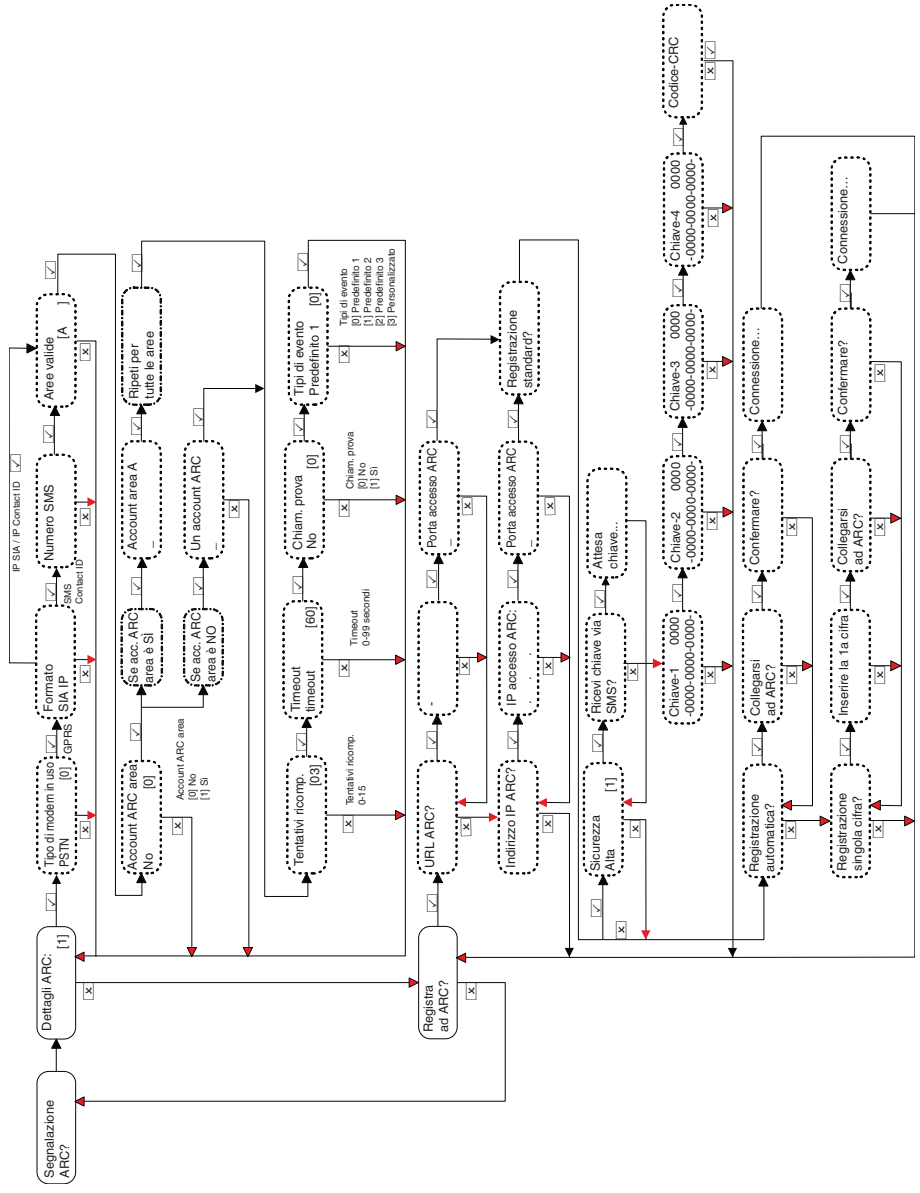 Segnalazione
ARC?
Dettagli ARC:
[1]
Tipo di modem in uso
PSTN [0]
GPRS
Formato
SIA IP
IP SIA / IP Contact ID
SMS
Contact ID
Numero SMS
Aree valide
[A ]
Account ARC area
No [0]
Account ARC area
[0] No
[1] Sì
Se acc. ARC
area è SÌ
Account area A
_
Ripeti per
tutte le aree
Se acc. ARC
area è NO
Un account ARC
_
Tentativi ricomp.
[03]
Tentativi ricomp.
0-15
Timeout
timeout [60]
Timeout
0-99 secondi
Chiam. prova
No [0]
Chiam. prova
[0] No
[1] Sì
Tipi di evento
Predefinito 1 [0]
Tipi di evento
[0] Predefinito 1
[1] Predefinito 2
[2] Predefinito 3
[3] Personalizzato
Registra
ad ARC?
URL ARC?
-
Porta accesso ARC
_
Indirizzo IP ARC?
IP accesso ARC:
. . .
Porta accesso ARC
_
Registrazione
standard?
Sicurezza
Alta [1]
Ricevi chiave via
SMS?
Attesa
chiave...
Chiave-1 0000
-0000-0000-0000-
Chiave-2 0000
-0000-0000-0000-
Chiave-3 0000
-0000-0000-0000-
Chiave-4 0000
-0000-0000-0000-
Codice-CRC
Registrazione
automatica?
Collegarsi
ad ARC?
Confermare?
Connessione...
Registrazione
singola cifra?
Inserire la 1a cifra
Collegarsi
ad ARC?
Confermare?
Connessione...